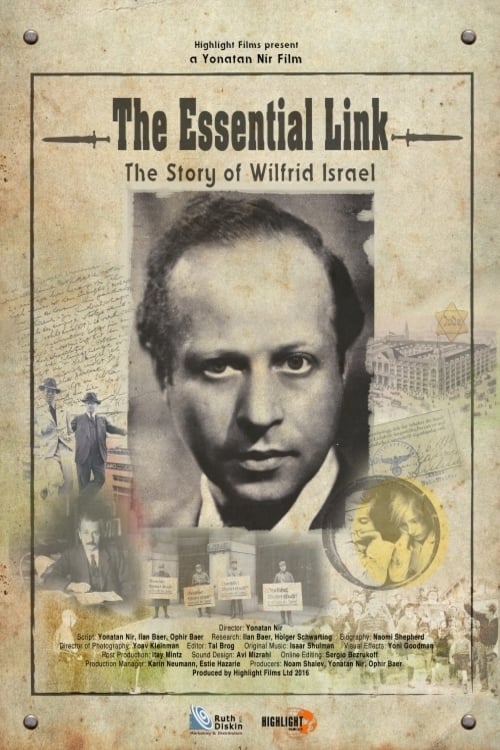 Highlight Films present
a Yonatan Nir Film
The Essential Link
The Story of Wilfrid Israel
Director: Yonatan Nir
Script: Yonatan Nir, Ilan Baer, Ophir Baer Research: Ilan Baer, Holger Schwarting Biography: Naomi Shepherd
Director of Photography: Yoav Kleinman Editor: Tal Brog Original Music: Issar Shulman Visual Effects: Yoni Goodman
Post Production: Itay Mintz Sound Design: Avi Mizrahi Online Editing: Sergio Bezrukoff
Production Manager: Karin Neumann, Estie Hazarie Producers: Noam Shalev, Yonatan Nir, Ophir Baer
Produced by Highlight Films Ltd 2016
Ruth Diskin
Marketing & Distribution
HIGHLIGHT